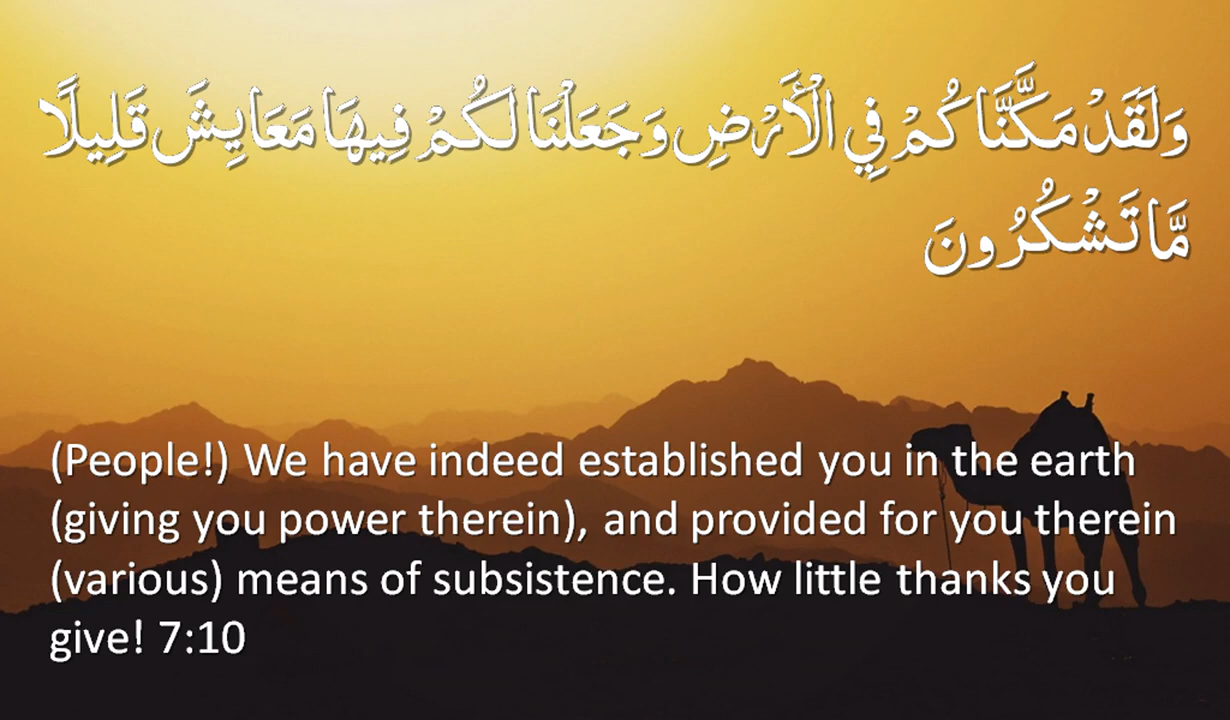 وَلَقَدْ مَكَّنَّاكُمْ فِي الْأَرْضِ وَجَعَلْنَا لَكُمْ فِيهَا مَعَايِشَ قَلِيلًا
مَّا تَشْكُرُونَ
(People!) We have indeed established you in the earth
(giving you power therein), and provided for you therein
(various) means of subsistence. How little thanks you
give! 7:10